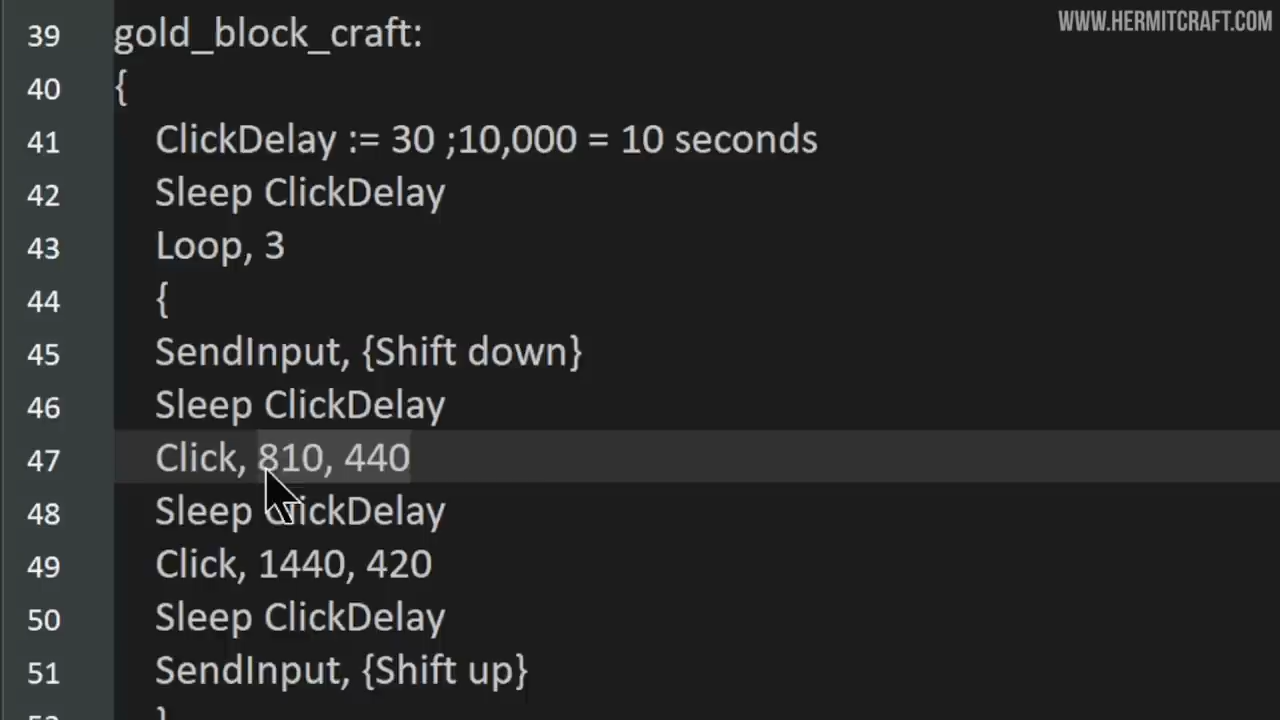 WWW.HERMITCRAFT.COM
39 gold_block_craft:
40 {
41 ClickDelay := 30 ;10,000 = 10 seconds
42 Sleep ClickDelay
43 Loop, 3
44 {
45 SendInput, {Shift down}
46 Sleep ClickDelay
47 Click, 810, 440
48 Sleep ClickDelay
49 Click, 1440, 420
50 Sleep ClickDelay
51 SendInput, {Shift up}